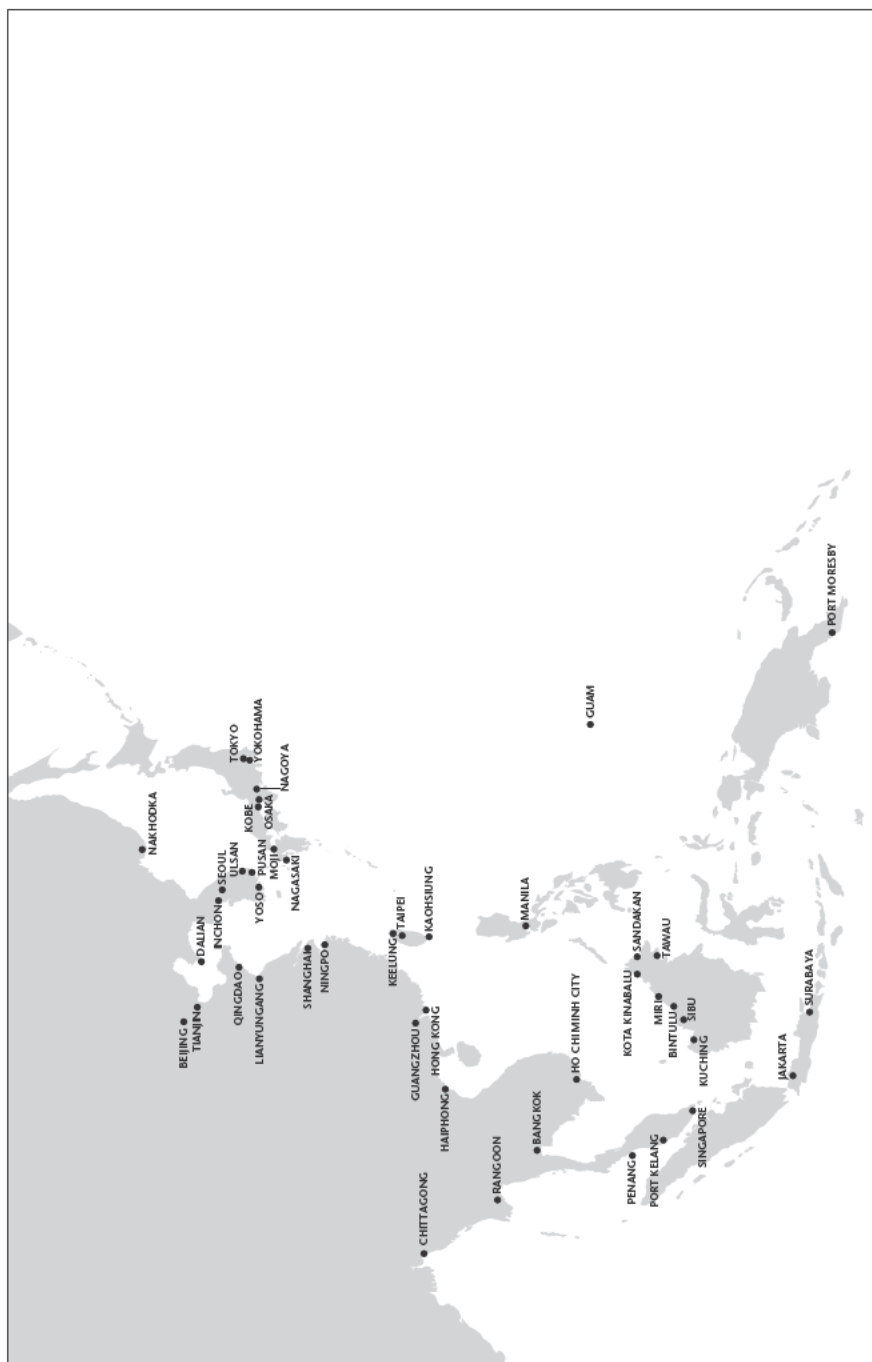 NAKHODKA
BEIJING
TIANJIN
DALIAN
INCHON
SEOUL
ULSAN
PUSAN
YOSO
MOJI
NAGASAKI
KOBE
OSAKA
NAGOYA
TOKYO
YOKOHAMA
QINGDAO
LIANYUNGANG
SHANGHAI
NINGPO
KEELUNG
TAIPEI
KAOHSIUNG
GUANGZHOU
HONG KONG
HAIPHONG
CHITTAGONG
RANGOON
BANGKOK
HO CHIMINH CITY
MANILA
GUAM
PENANG
PORT KELANG
SINGAPORE
KOTA KINABALU
SANDAKAN
TAWAU
MIRI
BINTULU
SIBU
KUCHING
JAKARTA
SURABAYA
PORT MORESBY